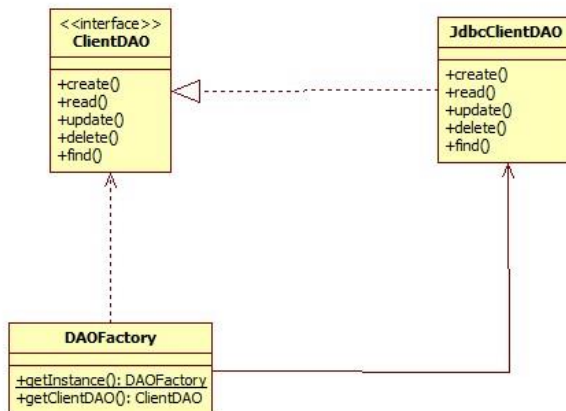 <<interface>>
ClientDAO
+create()
+read()
+update()
+delete()
+find()
JdbcClientDAO
+create()
+read()
+update()
+delete()
+find()
DAOFactory
+getInstance(): DAOFactory
+getClientDAO(): ClientDAO